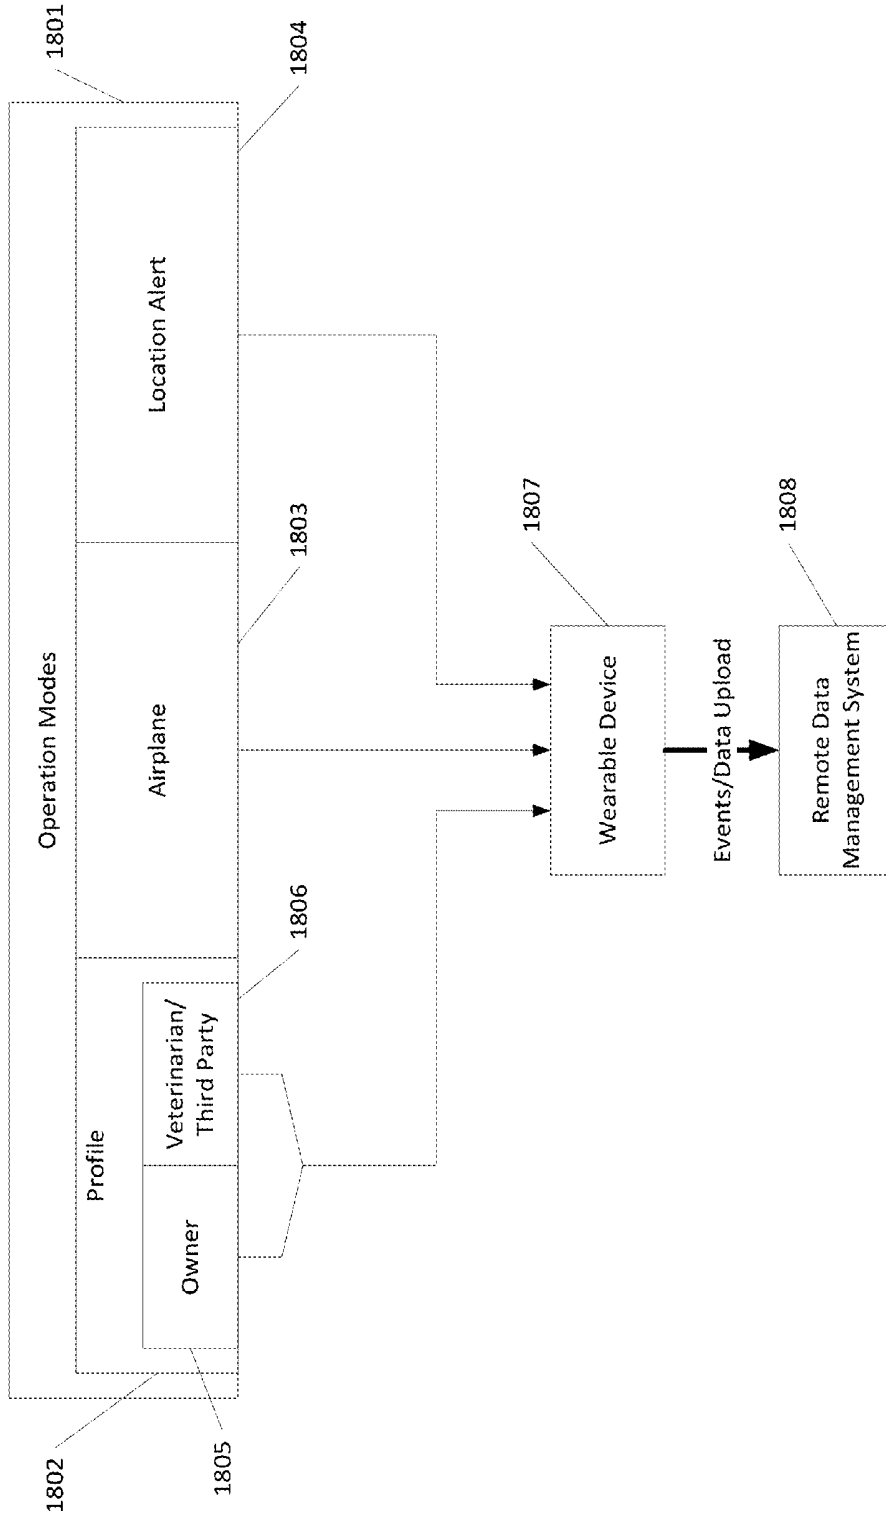 1801
Operation Modes
1802
Profile
Airplane
Location Alert
Owner
Veterinarian/
Third Party
1805
1806
1803
1804
Wearable Device
1807
Events/Data Upload
Remote Data
Management System
1808